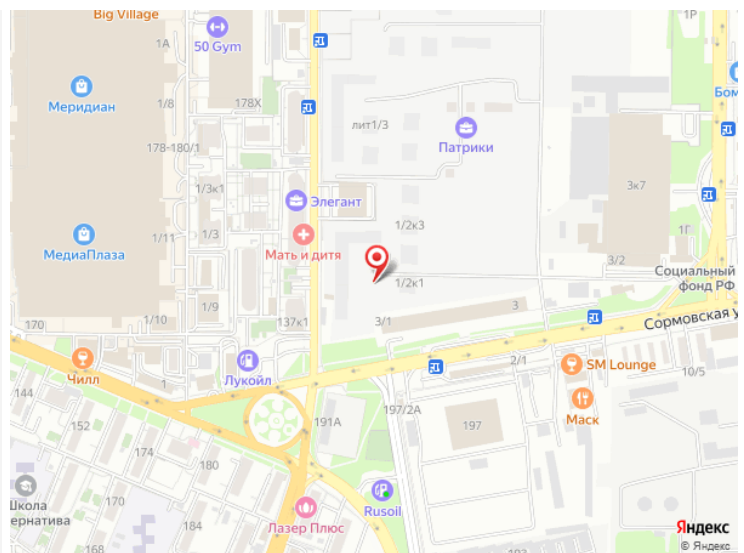 Big Village
50 Gym
1А
1Р
Меридиан
1/8
178Х
Бом
лит1/3
Патрики
178-180/1
1/3к1
3к7
Элегант
1/11
1/3
1/2к3
1Г
МедиаПлаза
Мать и дитя
3/2
Социальный
фонд РФ
1/9
1/2к1
170
1/10
137к1
3/1
3
Сормовская у
Чилл
1
Лукойл
2/1
SM Lounge
10/5
144
152
191А
197/2А
Маск
174
197
180
170
Школа
ернатива
184
Rusoil
Лазер Плюс
168
Яндекс
© Яндекс